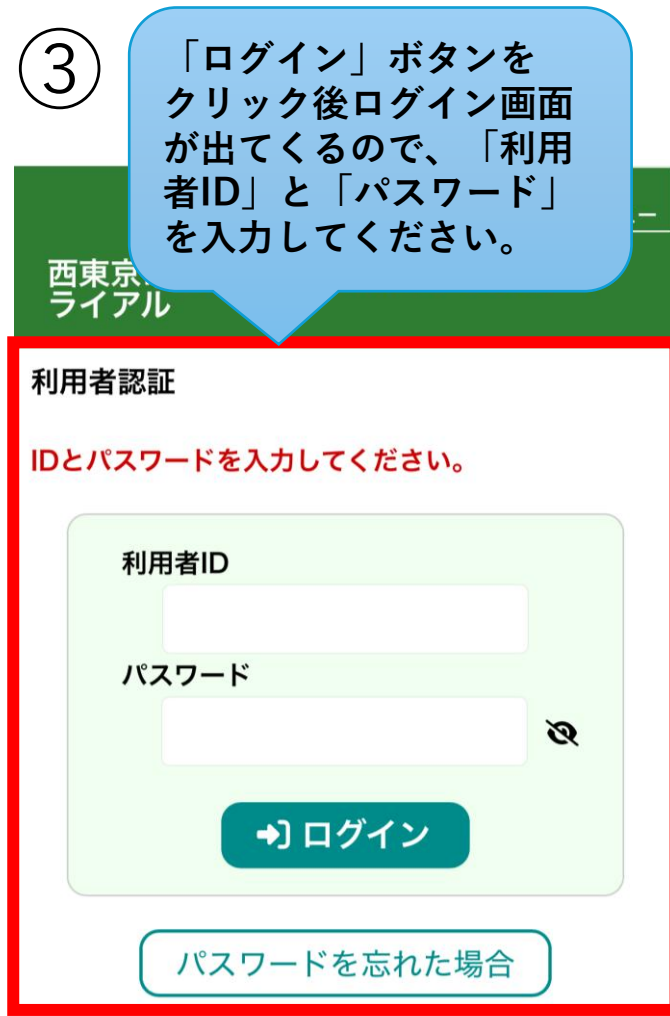 ③
「ログイン」ボタンを
クリック後ログイン画面
が出てくるので、「利用
者ID」と「パスワード」
を入力してください。
西東京
ライアル
利用者認証
IDとパスワードを入力してください。
利用者ID
パスワード
ログイン
パスワードを忘れた場合